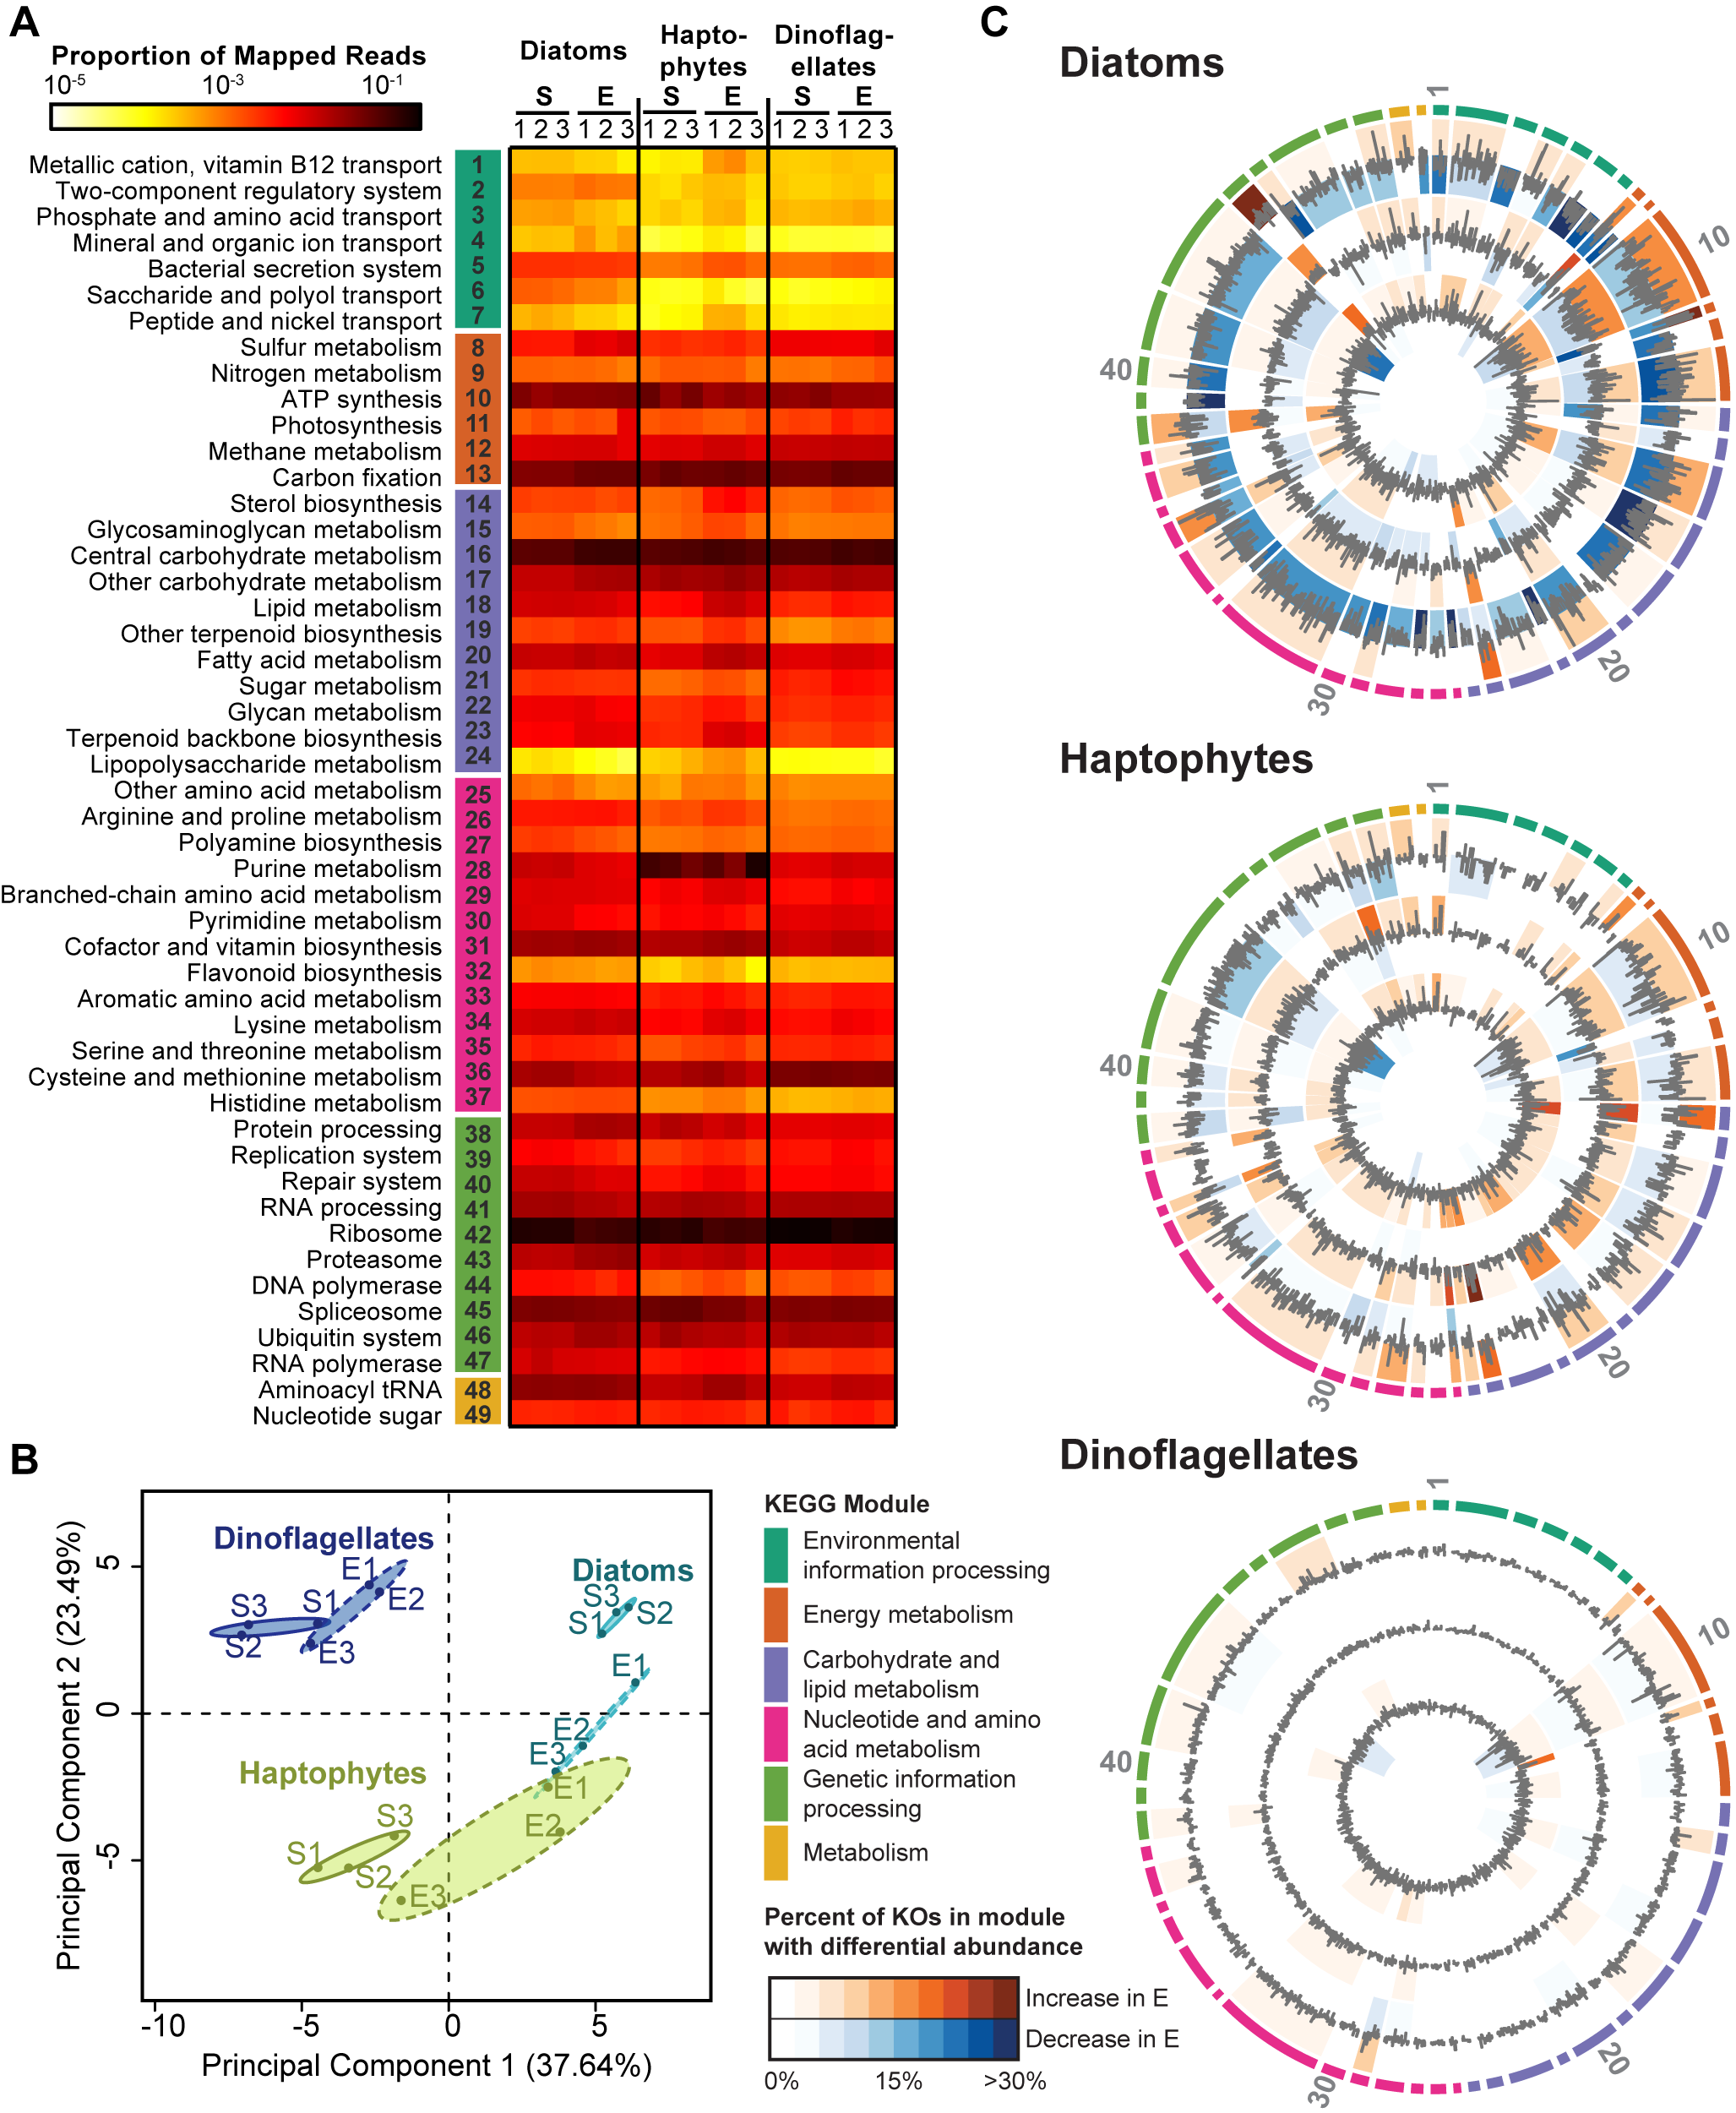 A
Proportion of Mapped Reads
10-5 10-3 10-1
Diatoms
Hapto-
phytes
Dinoflag-
ellates
S E S E S E
1 2 3 1 2 3 1 2 3 1 2 3 1 2 3 1 2 3
Metallic cation, vitamin B12 transport 1
Two-component regulatory system 2
Phosphate and amino acid transport 3
Mineral and organic ion transport 4
Bacterial secretion system 5
Saccharide and polyol transport 6
Peptide and nickel transport 7
Sulfur metabolism 8
Nitrogen metabolism 9
ATP synthesis 10
Photosynthesis 11
Methane metabolism 12
Carbon fixation 13
Sterol biosynthesis 14
Glycosaminoglycan metabolism 15
Central carbohydrate metabolism 16
Other carbohydrate metabolism 17
Lipid metabolism 18
Other terpenoid biosynthesis 19
Fatty acid metabolism 20
Sugar metabolism 21
Glycan metabolism 22
Terpenoid backbone biosynthesis 23
Lipopolysaccharide metabolism 24
Other amino acid metabolism 25
Arginine and proline metabolism 26
Polyamine biosynthesis 27
Purine metabolism 28
Branched-chain amino acid metabolism 29
Pyrimidine metabolism 30
Cofactor and vitamin biosynthesis 31
Flavonoid biosynthesis 32
Aromatic amino acid metabolism 33
Lysine metabolism 34
Serine and threonine metabolism 35
Cysteine and methionine metabolism 36
Histidine metabolism 37
Protein processing 38
Replication system 39
Repair system 40
RNA processing 41
Ribosome 42
Proteasome 43
DNA polymerase 44
Spliceosome 45
Ubiquitin system 46
RNA polymerase 47
Aminoacyl tRNA 48
Nucleotide sugar 49
B
Principal Component 2 (23.49%)
5
0
-5
Dinoflagellates
E1
E2
S3
S1
S2
E3
Diatoms
S3
S2
S1
E1
E2
E3
Haptophytes
E1
E2
S3
S1
S2
E3
-10 -5 0 5
Principal Component 1 (37.64%)
KEGG Module
Environmental
information processing
Energy metabolism
Carbohydrate and
lipid metabolism
Nucleotide and amino
acid metabolism
Genetic information
processing
Metabolism
Percent of KOs in module
with differential abundance
Increase in E
Decrease in E
0% 15% >30%
C
Diatoms
1
10
20
30
40
Haptophytes
1
10
20
30
40
Dinoflagellates
1
10
20
30
40